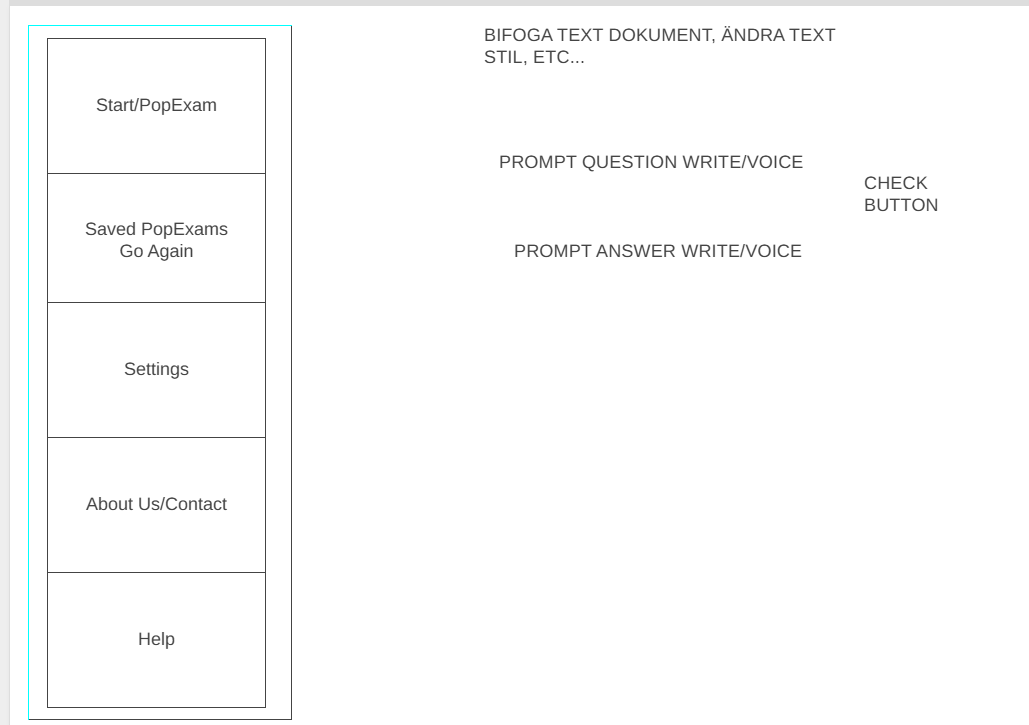 Start/PopExam
Saved PopExams
Go Again
Settings
About Us/Contact
Help
BIFOGA TEXT DOKUMENT, ÄNDRA TEXT
STIL, ETC...
PROMPT QUESTION WRITE/VOICE
CHECK
BUTTON
PROMPT ANSWER WRITE/VOICE